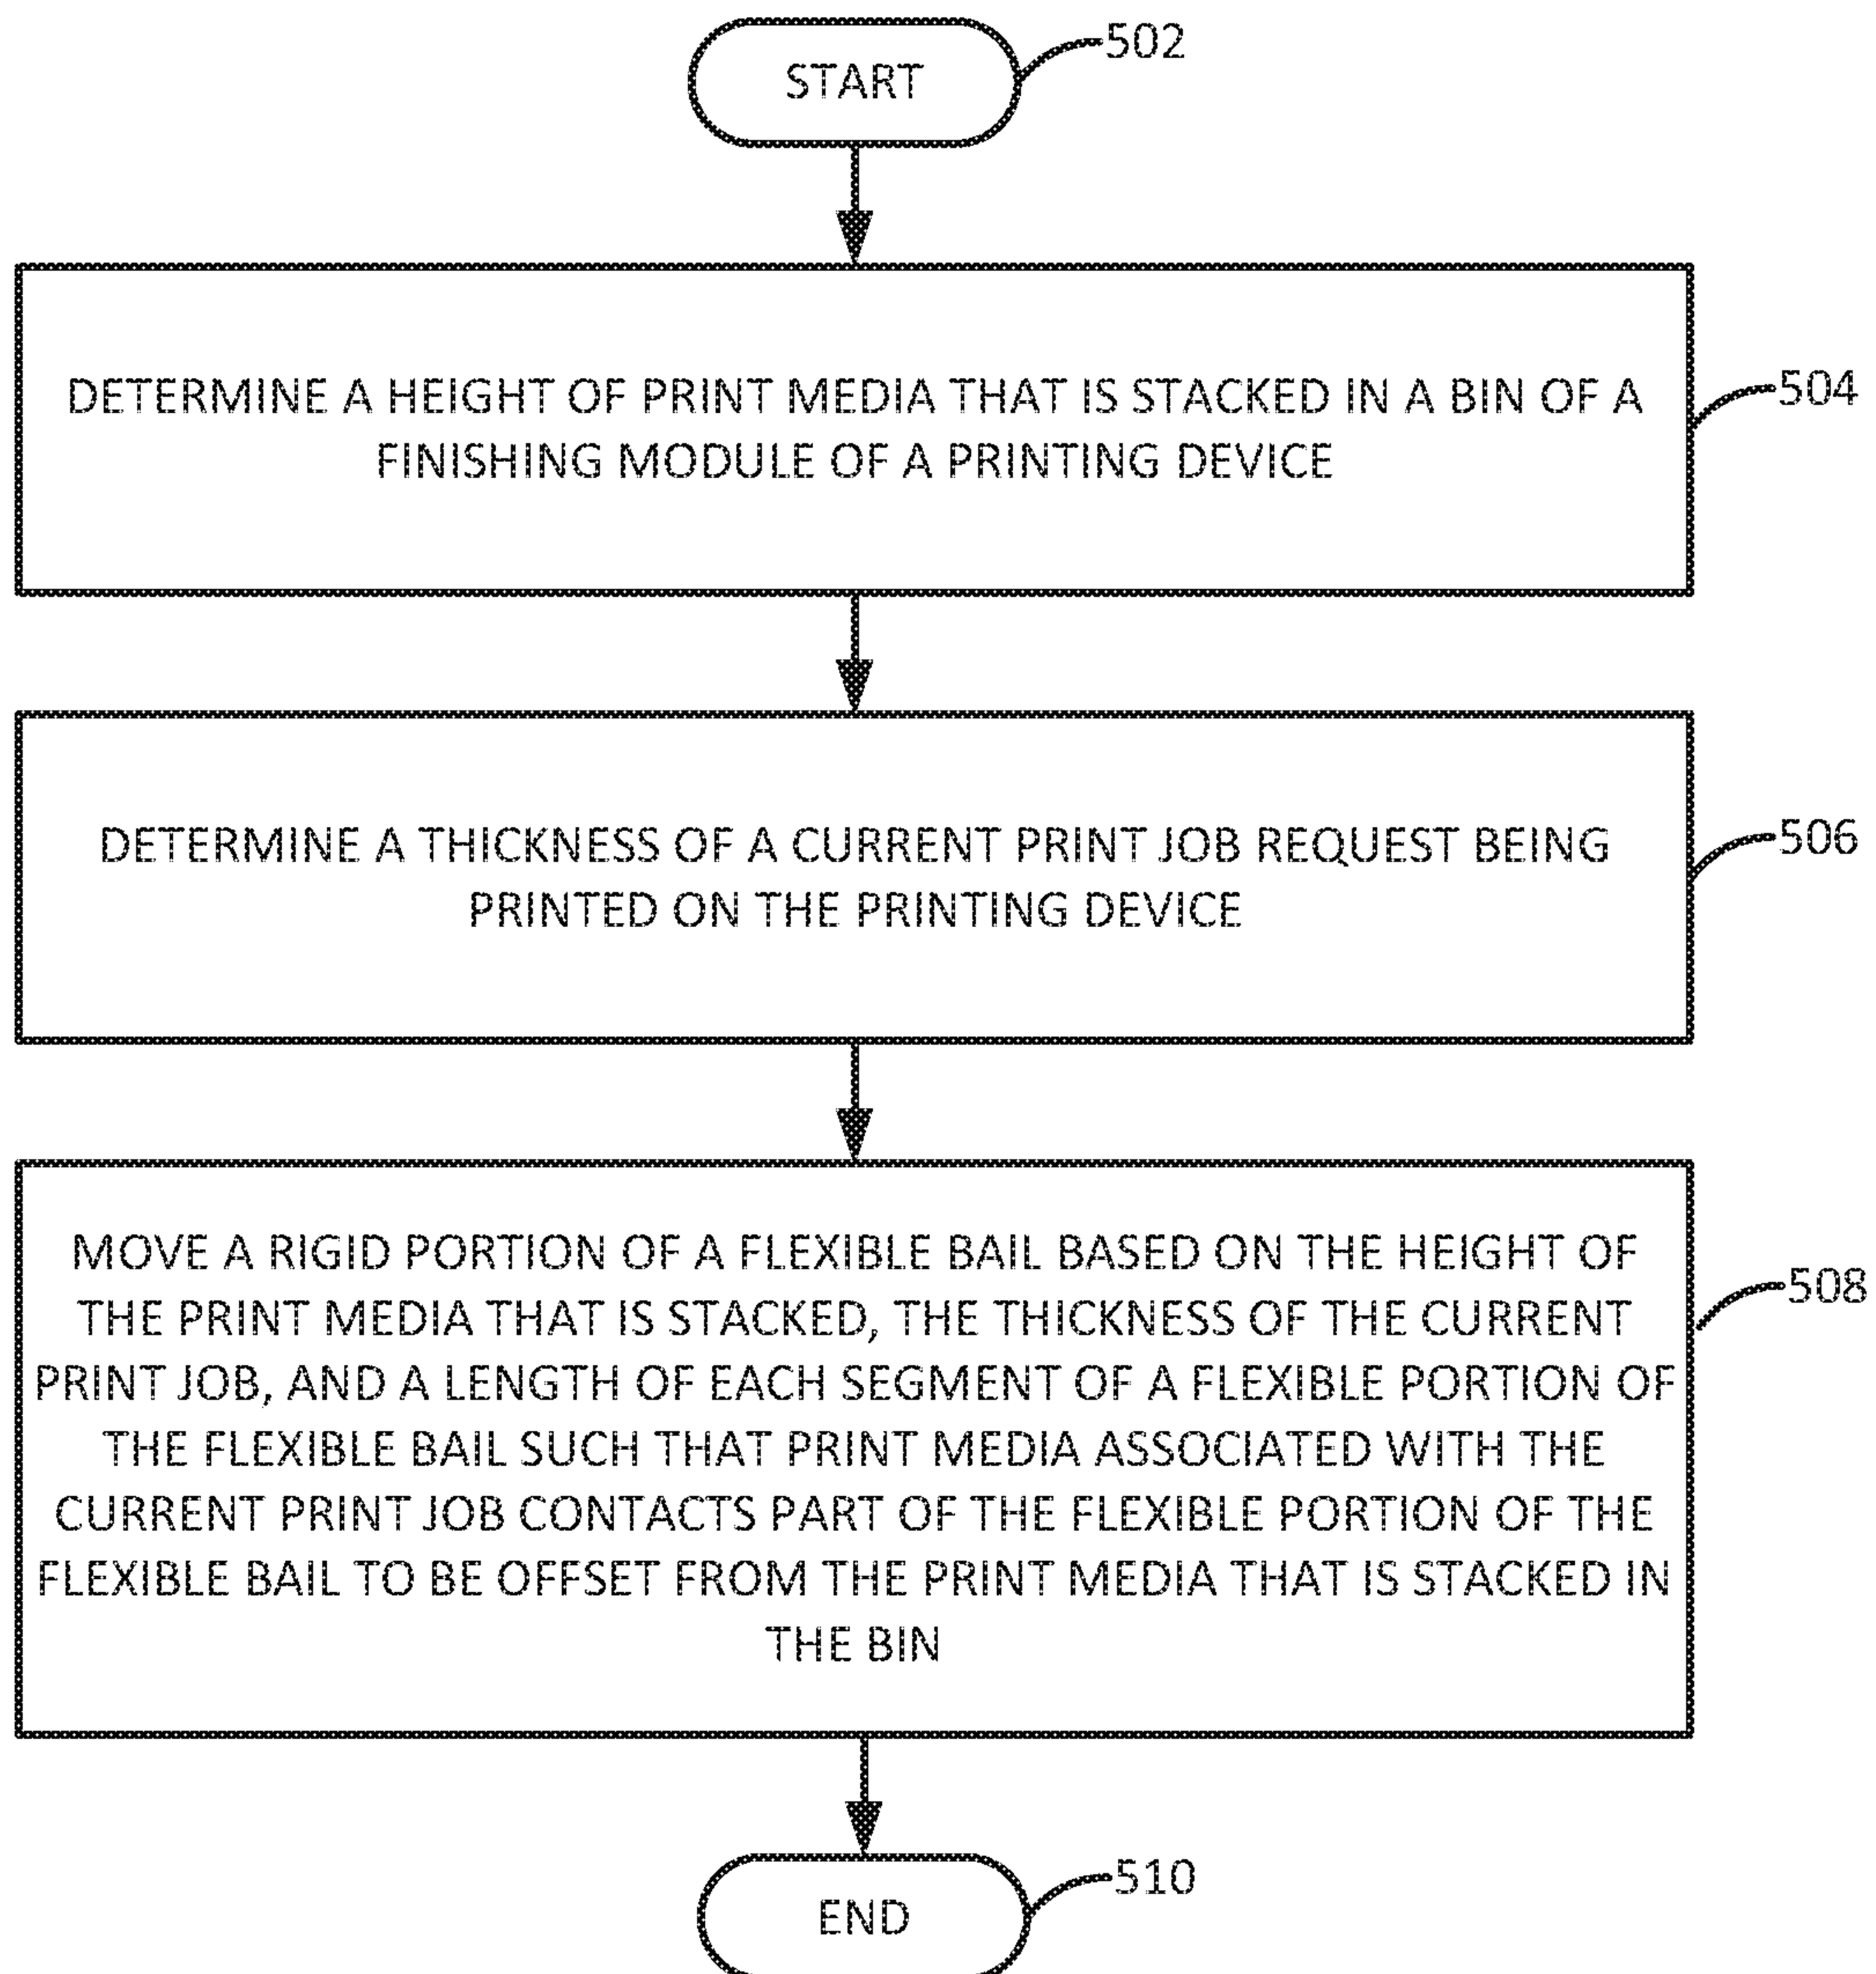 START
502
DETERMINE A HEIGHT OF PRINT MEDIA THAT IS STACKED IN A BIN OF A
FINISHING MODULE OF A PRINTING DEVICE
504
DETERMINE A THICKNESS OF A CURRENT PRINT JOB REQUEST BEING
PRINTED ON THE PRINTING DEVICE
506
MOVE A RIGID PORTION OF A FLEXIBLE BAIL BASED ON THE HEIGHT OF
THE PRINT MEDIA THAT IS STACKED, THE THICKNESS OF THE CURRENT
PRINT JOB, AND A LENGTH OF EACH SEGMENT OF A FLEXIBLE PORTION OF
THE FLEXIBLE BAIL SUCH THAT PRINT MEDIA ASSOCIATED WITH THE
CURRENT PRINT JOB CONTACTS PART OF THE FLEXIBLE PORTION OF THE
FLEXIBLE BAIL TO BE OFFSET FROM THE PRINT MEDIA THAT IS STACKED IN
THE BIN
508
END
510